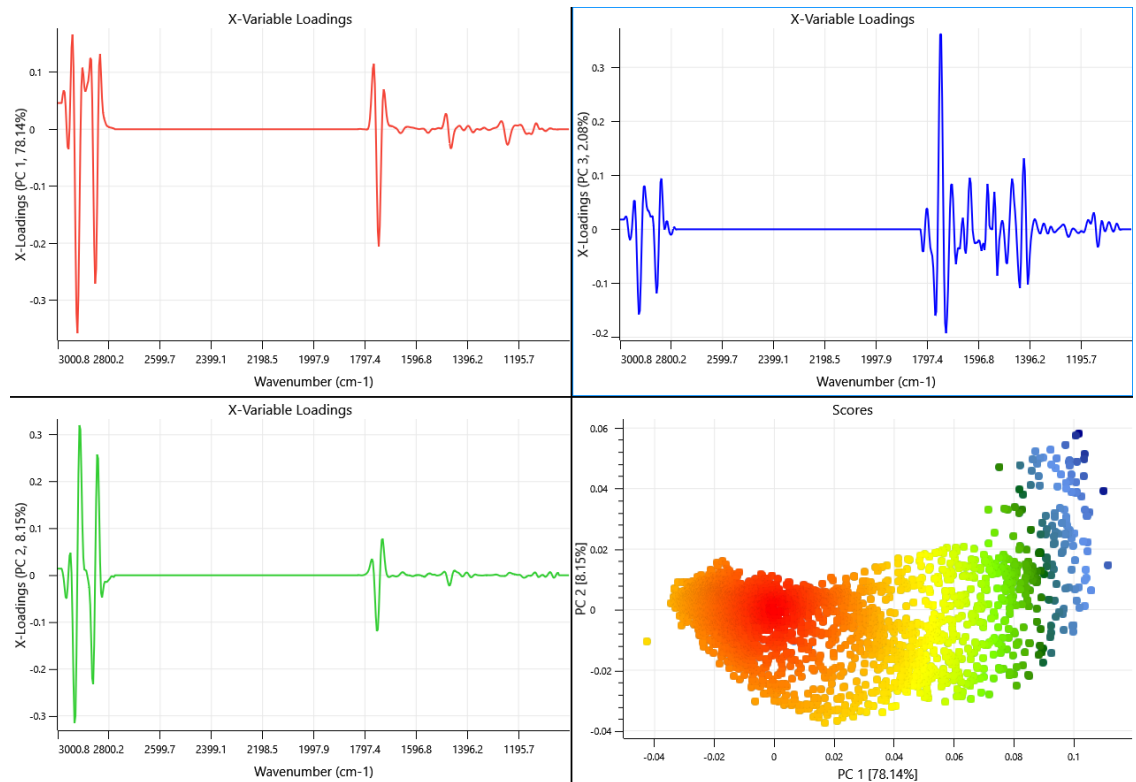 X-Variable Loadings
X-Loadings (PC 1, 78.14%)
0.1
0
-0.1
-0.2
-0.3
3000.8 2800.2 2599.7 2399.1 2198.5 1997.9 1797.4 1596.8 1396.2 1195.7
Wavenumber (cm-1)
X-Variable Loadings
X-Loadings (PC 3, 2.08%)
0.3
0.2
0.1
0
-0.1
-0.2
3000.8 2800.2 2599.7 2399.1 2198.5 1997.9 1797.4 1596.8 1396.2 1195.7
Wavenumber (cm-1)
X-Variable Loadings
X-Loadings (PC 2, 8.15%)
0.3
0.2
0.1
0
-0.1
-0.2
-0.3
3000.8 2800.2 2599.7 2399.1 2198.5 1997.9 1797.4 1596.8 1396.2 1195.7
Wavenumber (cm-1)
Scores
PC 2 [8.15%]
0.06
0.04
0.02
0
-0.02
-0.04
-0.04 -0.02 0 0.02 0.04 0.06 0.08 0.1
PC 1 [78.14%]